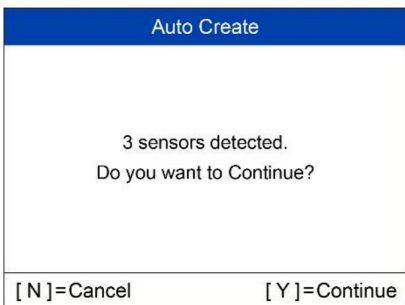 Auto Create
3 sensors detected.
Do you want to Continue?
[ N ]=Cancel [ Y ]=Continue